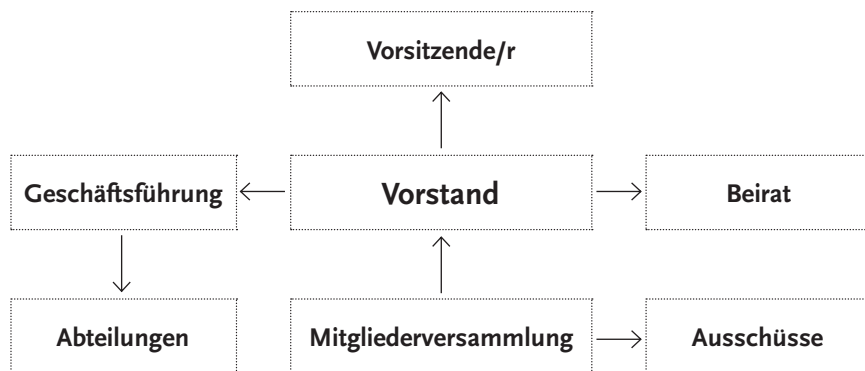 Vorsitzende/r
Geschäftsführung
Vorstand
Beirat
Abteilungen
Mitgliederversammlung
Ausschüsse